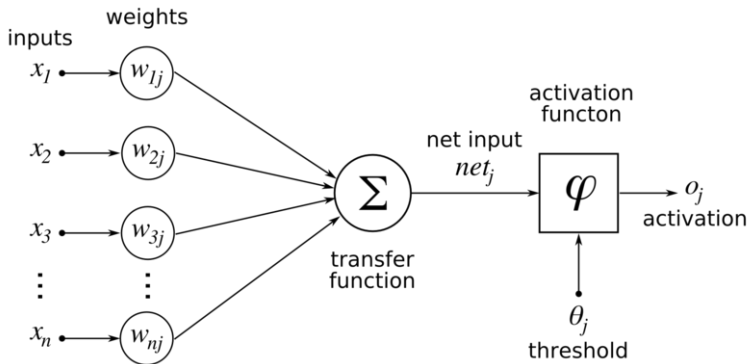 weights
inputs
x1
w1j
x2
w2j
x3
w3j
⋮
⋮
xn
wnj
Σ
transfer
function
net input
netj
activation
functon
φ
oj
activation
θj
threshold